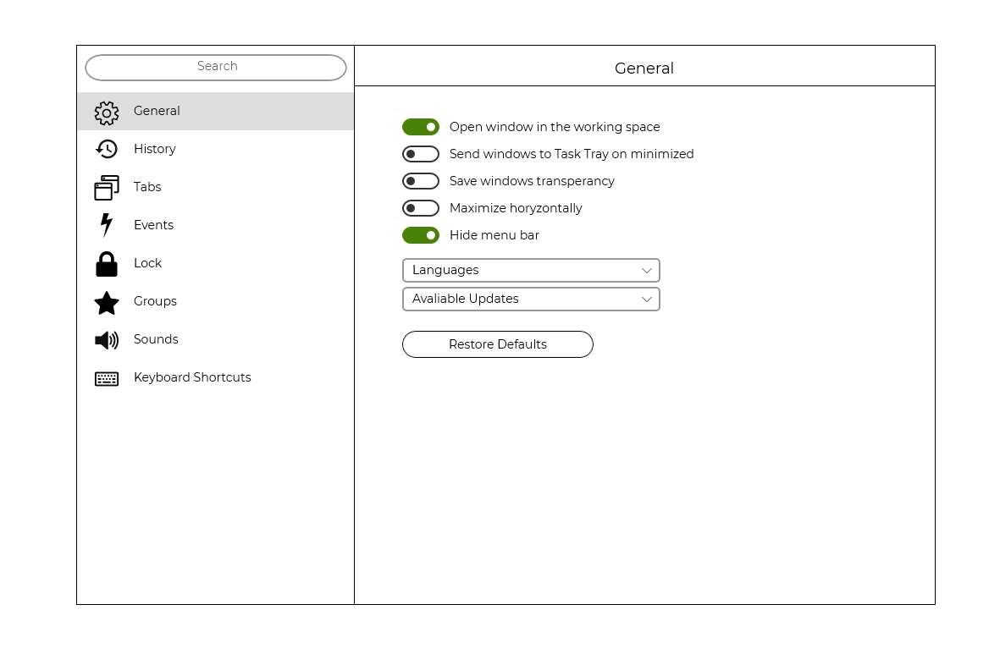 Search
General
History
Tabs
Events
Lock
Groups
Sounds
Keyboard Shortcuts
General
Open window in the working space
Send windows to Task Tray on minimized
Save windows transperancy
Maximize horyzontally
Hide menu bar
Languages
Avaliable Updates
Restore Defaults